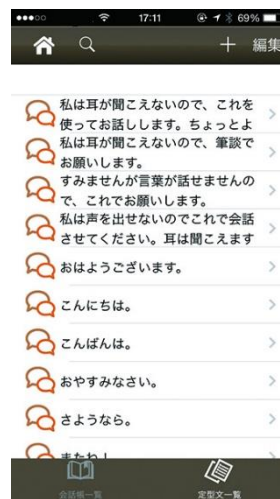 17:11
69%
編集
私は耳が聞こえないので、これを
使ってお話しします。ちょっとよ
私は耳が聞こえないので、筆談で
お願いします。
すみませんが言葉が話せませんの
で、これでお願いします。
私は声を出せないのでこれで会話
させてください。耳は聞こえます
おはようございます。
こんにちは。
こんばんは。
おやすみなさい。
さようなら。
またね！
会話帳一覧
定型文一覧